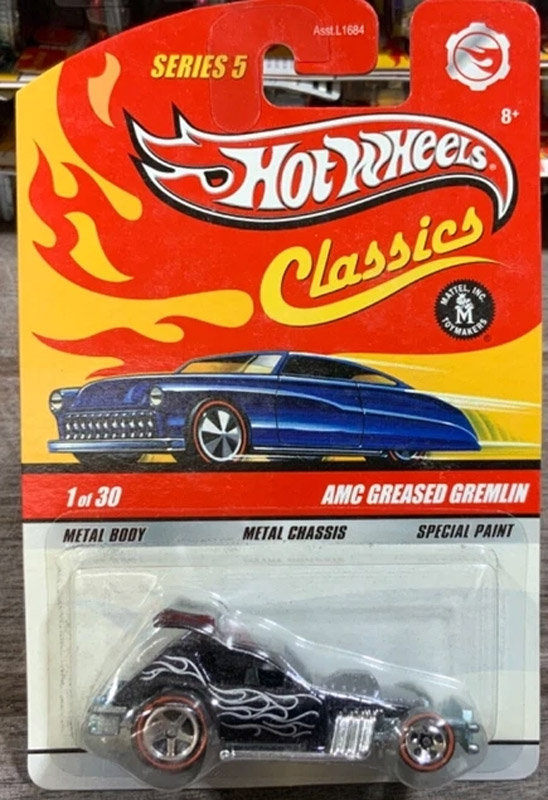 Asst.L1684
SERIES 5
8+
HOT WHEELS®
Classics
MATTEL, INC.
M
TOYMAKERS
®
1 of 30
AMC GREASED GREMLIN
METAL BODY METAL CHASSIS SPECIAL PAINT